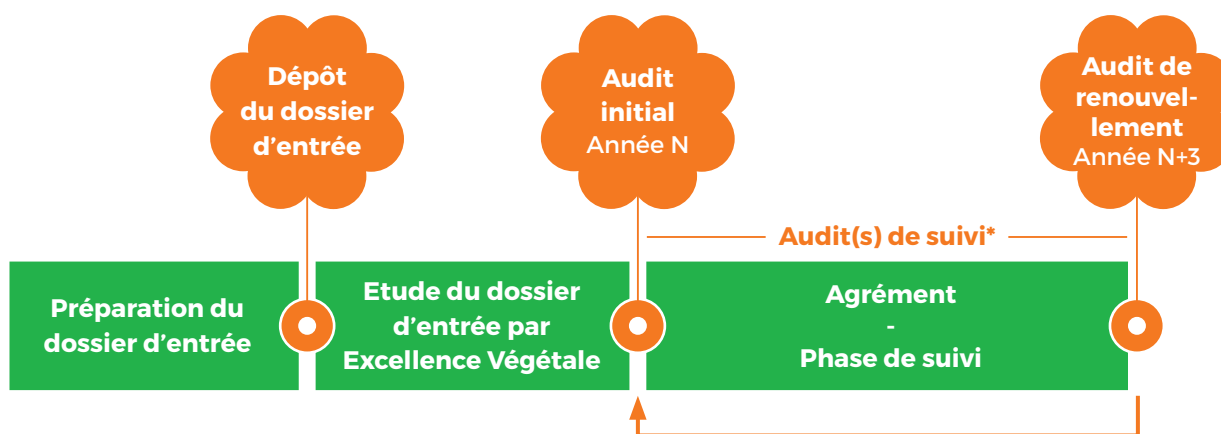 Dépôt
du dossier
d'entrée
Audit
initial
Année N
Audit de
renouvel-
lement
Année N+3
Audit(s) de suivi*
Préparation du
dossier d'entrée
Etude du dossier
d'entrée par
Excellence Végétale
Agrément
-
Phase de suivi